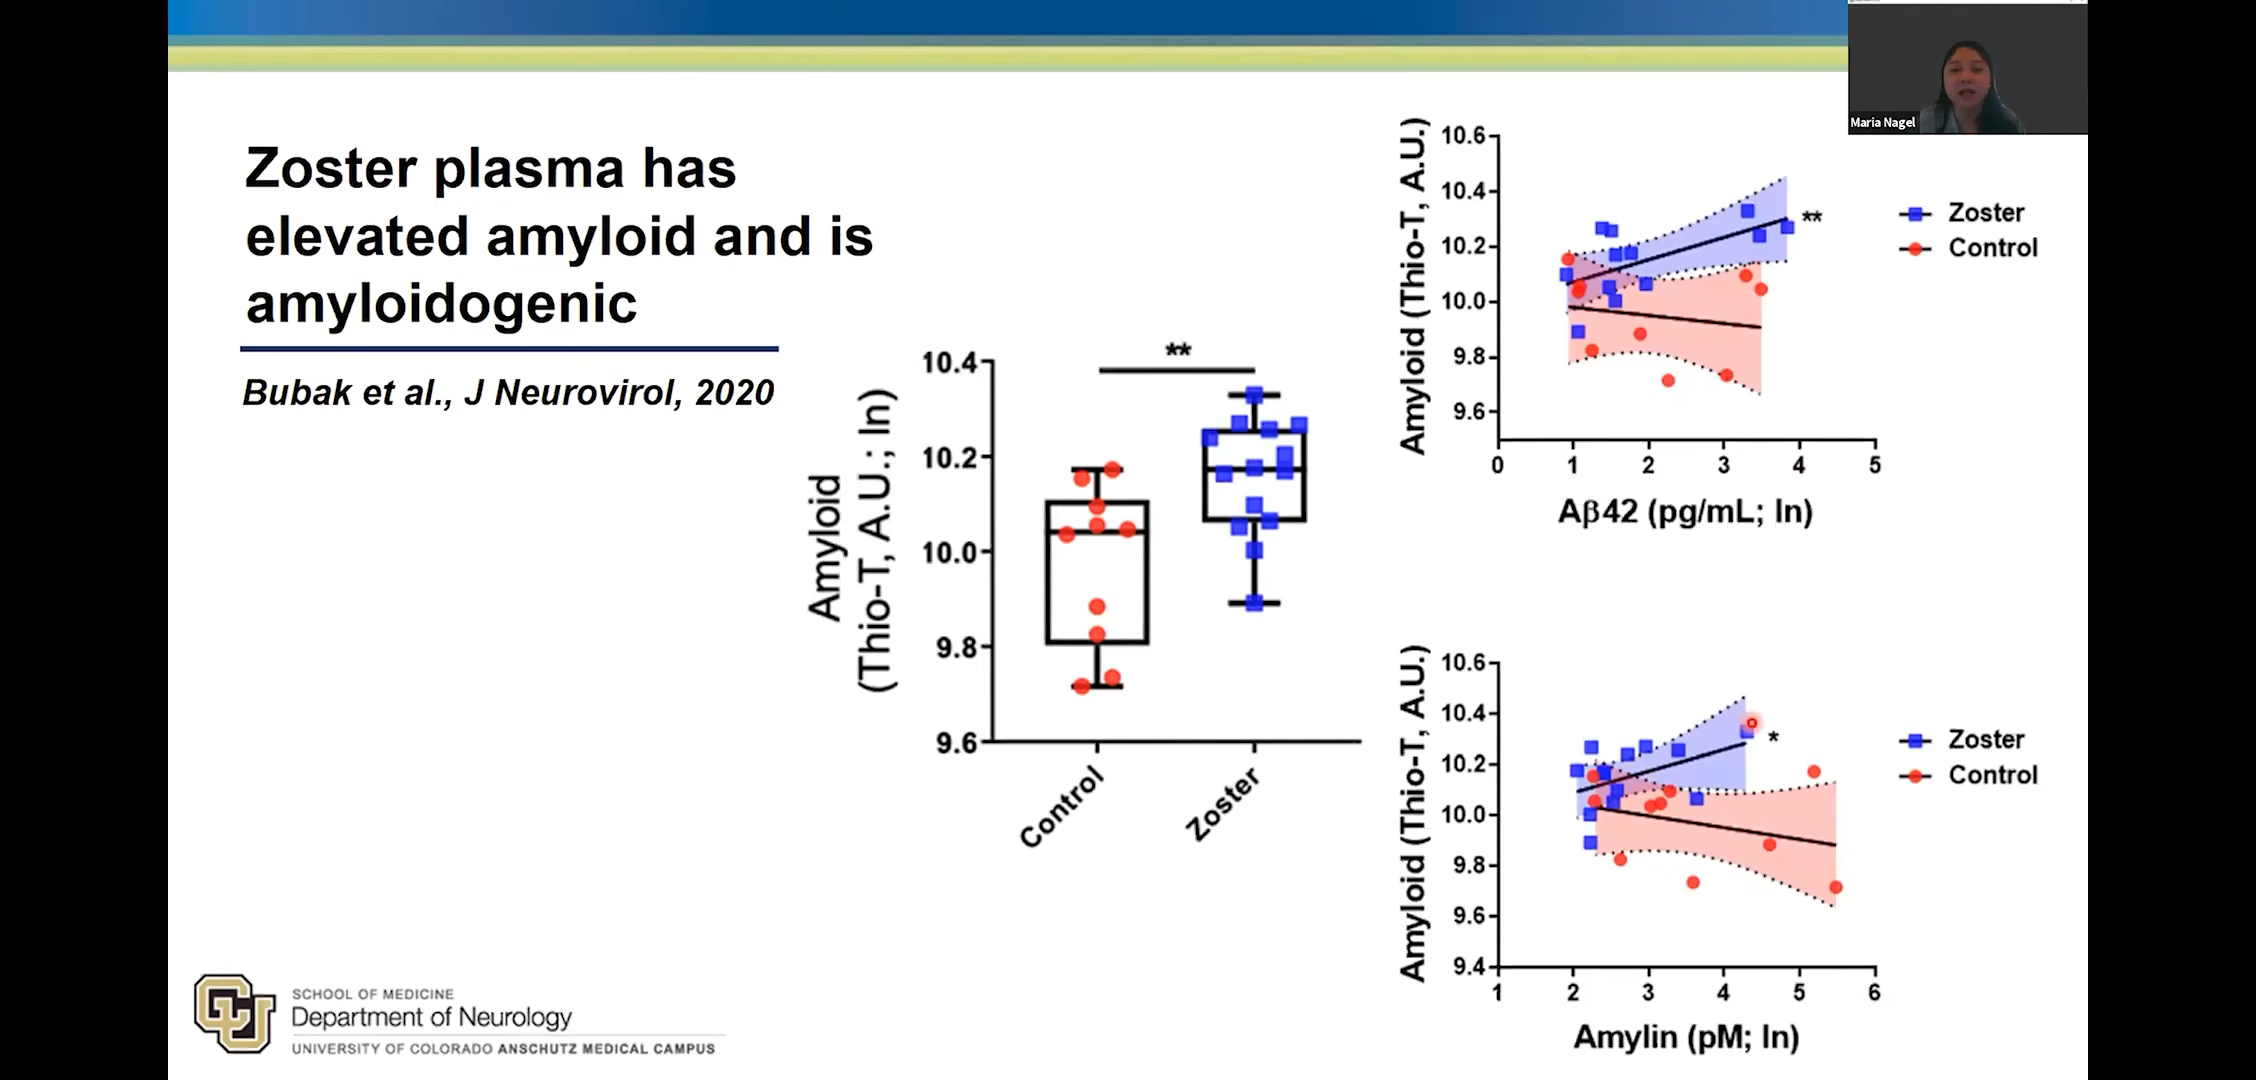 Maria Nagel
Zoster plasma has
elevated amyloid and is
amyloidogenic
Bubak et al., J Neurovirol, 2020
Amyloid
(Thio-T, A.U.; ln)
10.4
10.2
10.0
9.8
9.6
**
Control
Zoster
Amyloid (Thio-T, A.U.)
10.6
10.4
10.2
10.0
9.8
9.6
**
0 1 2 3 4 5
Aβ42 (pg/mL; ln)
Zoster
Control
Amyloid (Thio-T, A.U.)
10.6
10.4
10.2
10.0
9.8
9.6
9.4
*
1 2 3 4 5 6
Amylin (pM; ln)
Zoster
Control
CU
SCHOOL OF MEDICINE
Department of Neurology
UNIVERSITY OF COLORADO ANSCHUTZ MEDICAL CAMPUS